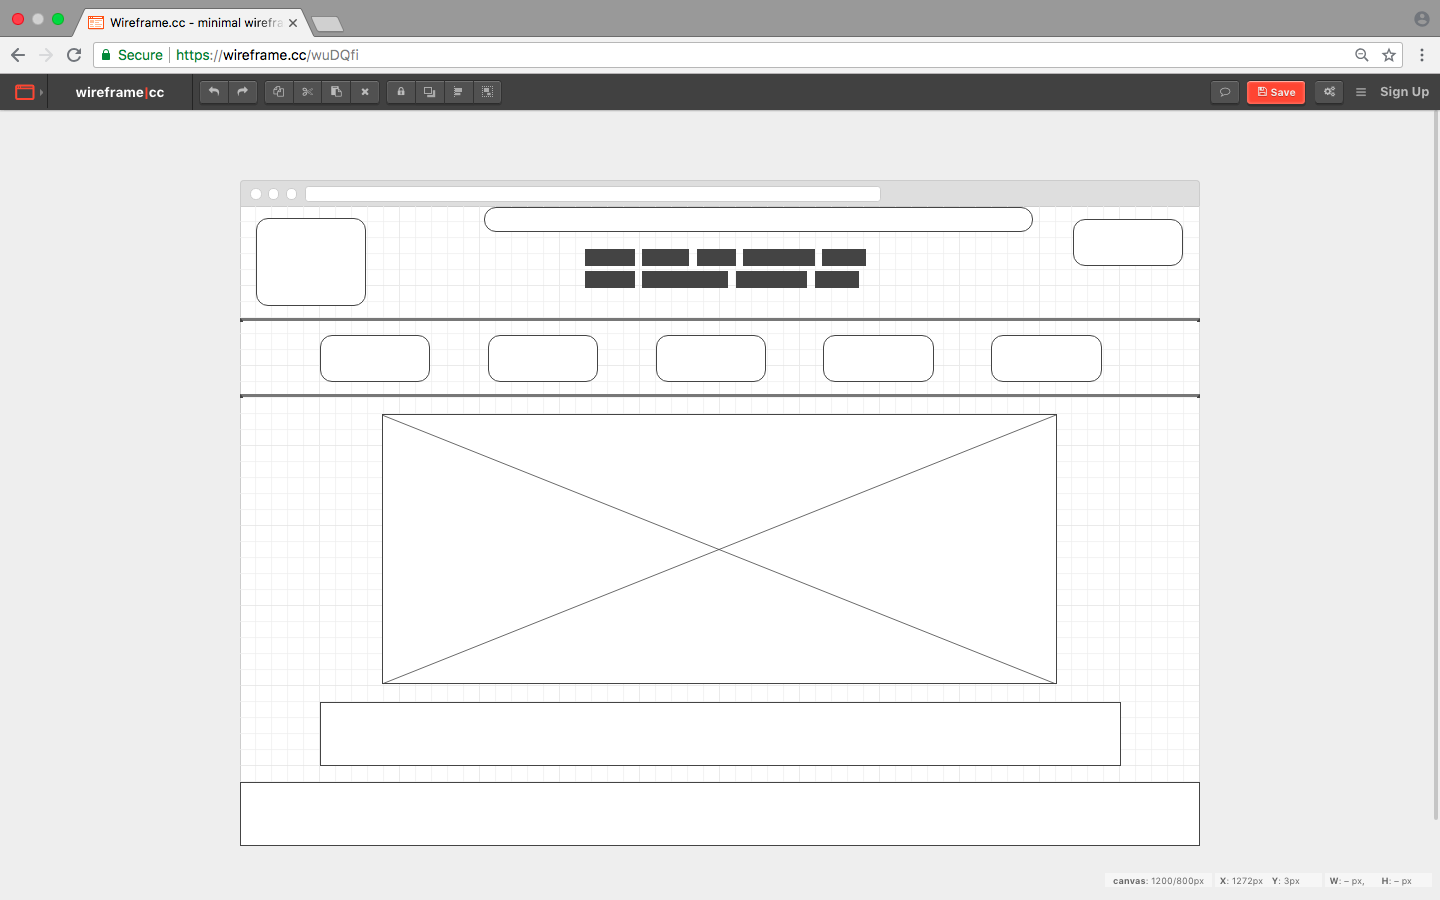 Wireframe.cc - minimal wirefra
Secure https://wireframe.cc/wuDQfi
wireframe|cc
Save
Sign Up
canvas: 1200/800px X: 1272px Y: 3px W: – px, H: – px